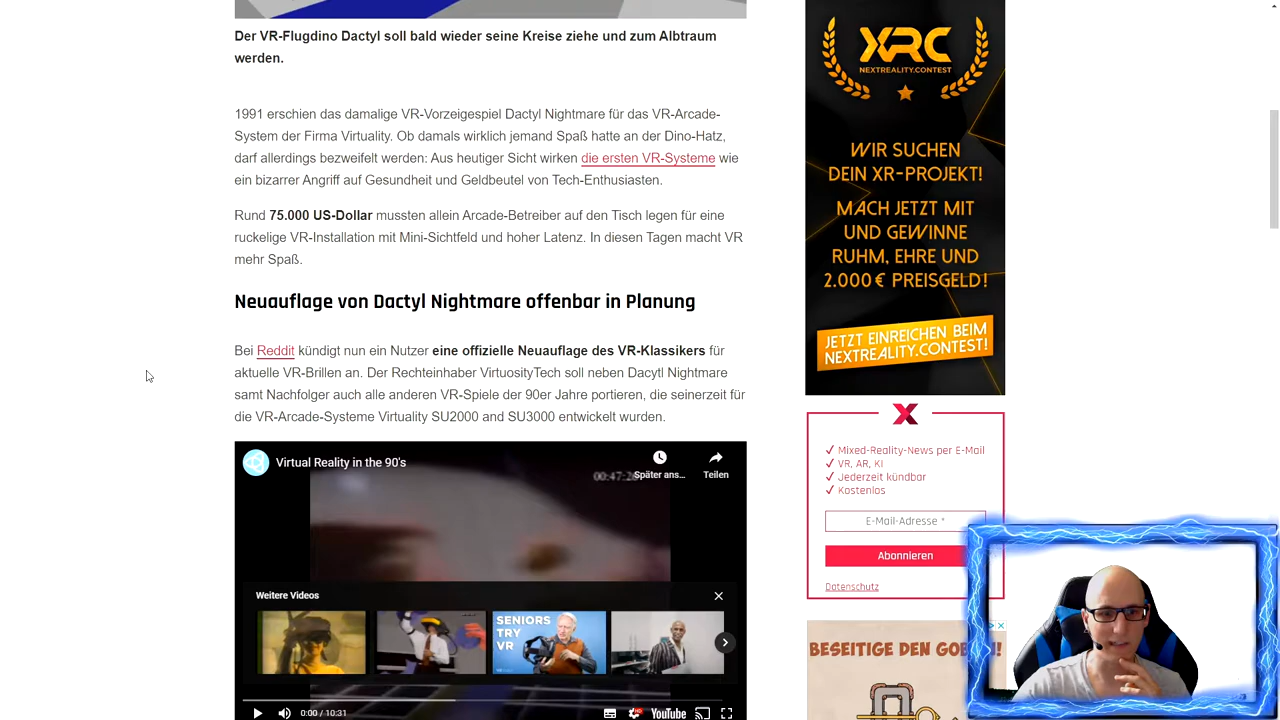 Der VR-Flugdino Dactyl soll bald wieder seine Kreise ziehe und zum Albtraum
werden.
1991 erschien das damalige VR-Vorzeigespiel Dactyl Nightmare für das VR-Arcade-
System der Firma Virtuality. Ob damals wirklich jemand Spaß hatte an der Dino-Hatz,
darf allerdings bezweifelt werden: Aus heutiger Sicht wirken die ersten VR-Systeme wie
ein bizarrer Angriff auf Gesundheit und Geldbeutel von Tech-Enthusiasten.
Rund 75.000 US-Dollar mussten allein Arcade-Betreiber auf den Tisch legen für eine
ruckelige VR-Installation mit Mini-Sichtfeld und hoher Latenz. In diesen Tagen macht VR
mehr Spaß.
Neuauflage von Dactyl Nightmare offenbar in Planung
Bei Reddit kündigt nun ein Nutzer eine offizielle Neuauflage des VR-Klassikers für
aktuelle VR-Brillen an. Der Rechteinhaber VirtuosityTech soll neben Dacytl Nightmare
samt Nachfolger auch alle anderen VR-Spiele der 90er Jahre portieren, die seinerzeit für
die VR-Arcade-Systeme Virtuality SU2000 and SU3000 entwickelt wurden.
Virtual Reality in the 90's
Später ans...
Teilen
Weitere Videos
SENIORS
TRY
VR
0:00 / 10:31
HD
YouTube
XRC
NEXTREALITY.CONTEST
WIR SUCHEN
DEIN XR-PROJEKT!
MACH JETZT MIT
UND GEWINNE
RUHM, EHRE UND
2.000 € PREISGELD!
JETZT EINREICHEN BEIM
NEXTREALITY.CONTEST!
Mixed-Reality-News per E-Mail
VR, AR, KI
Jederzeit kündbar
Kostenlos
E-Mail-Adresse *
Abonnieren
Datenschutz
BESEITIGE DEN